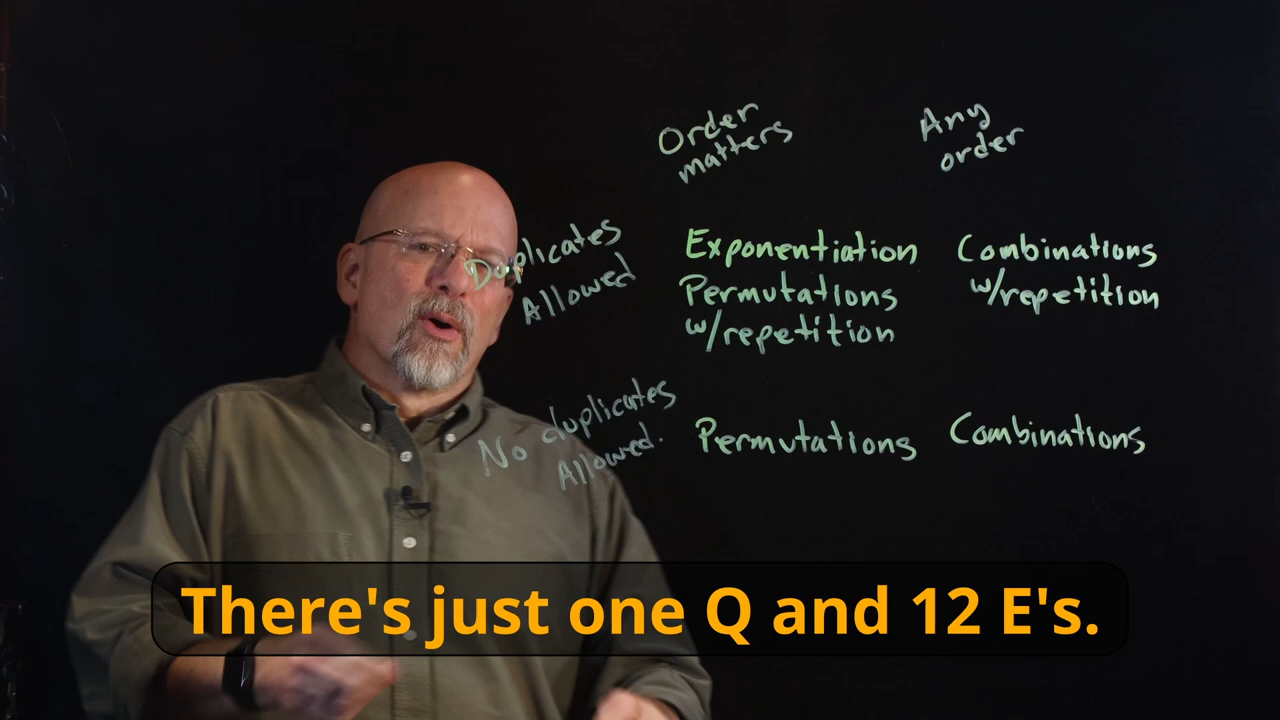 Order
matters
Any
order
Duplicates
Allowed
Exponentiation
Permutations
w/repetition
Combinations
w/repetition
No duplicates
Allowed.
Permutations
Combinations
There's just one Q and 12 E's.